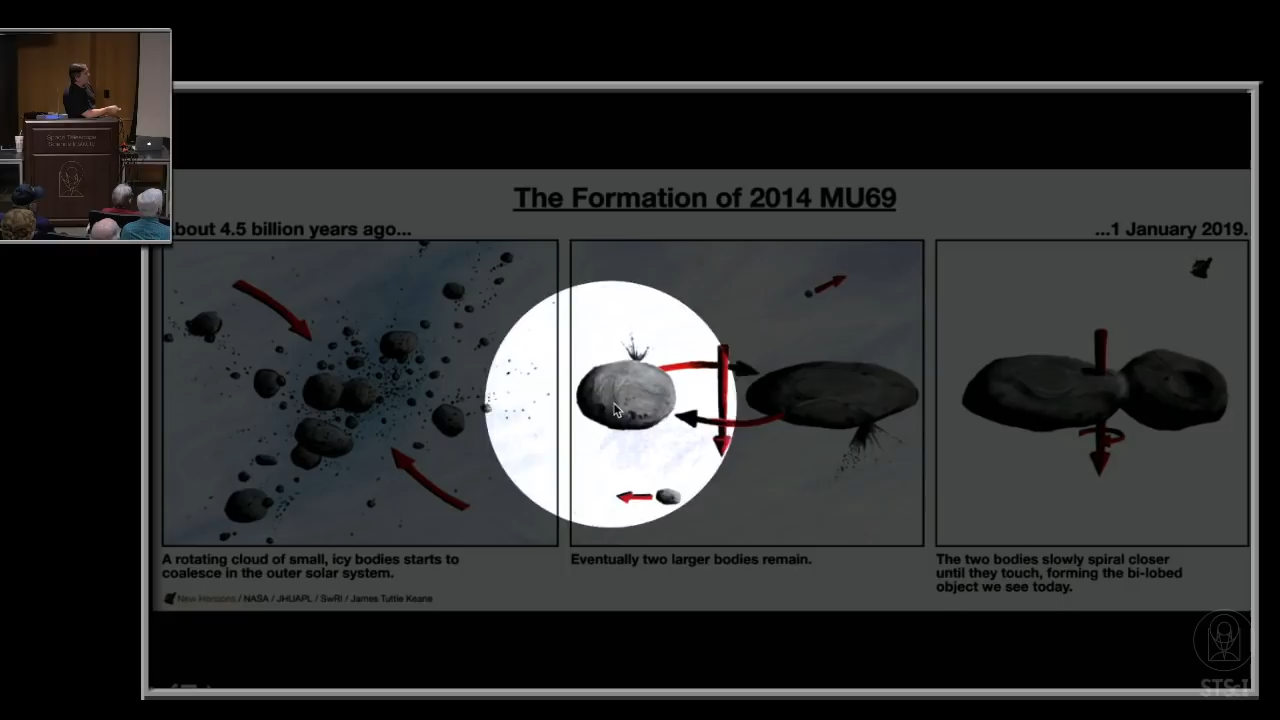 Space Telescope
The Formation of 2014 MU69
bout 4.5 billion years ago...
...1 January 2019.
A rotating cloud of small, icy bodies starts to
coalesce in the outer solar system.
Eventually two larger bodies remain.
The two bodies slowly spiral closer
until they touch, forming the bi-lobed
object we see today.
New Horizons / NASA / JHUAPL / SwRI / James Tuttle Keane
STScI